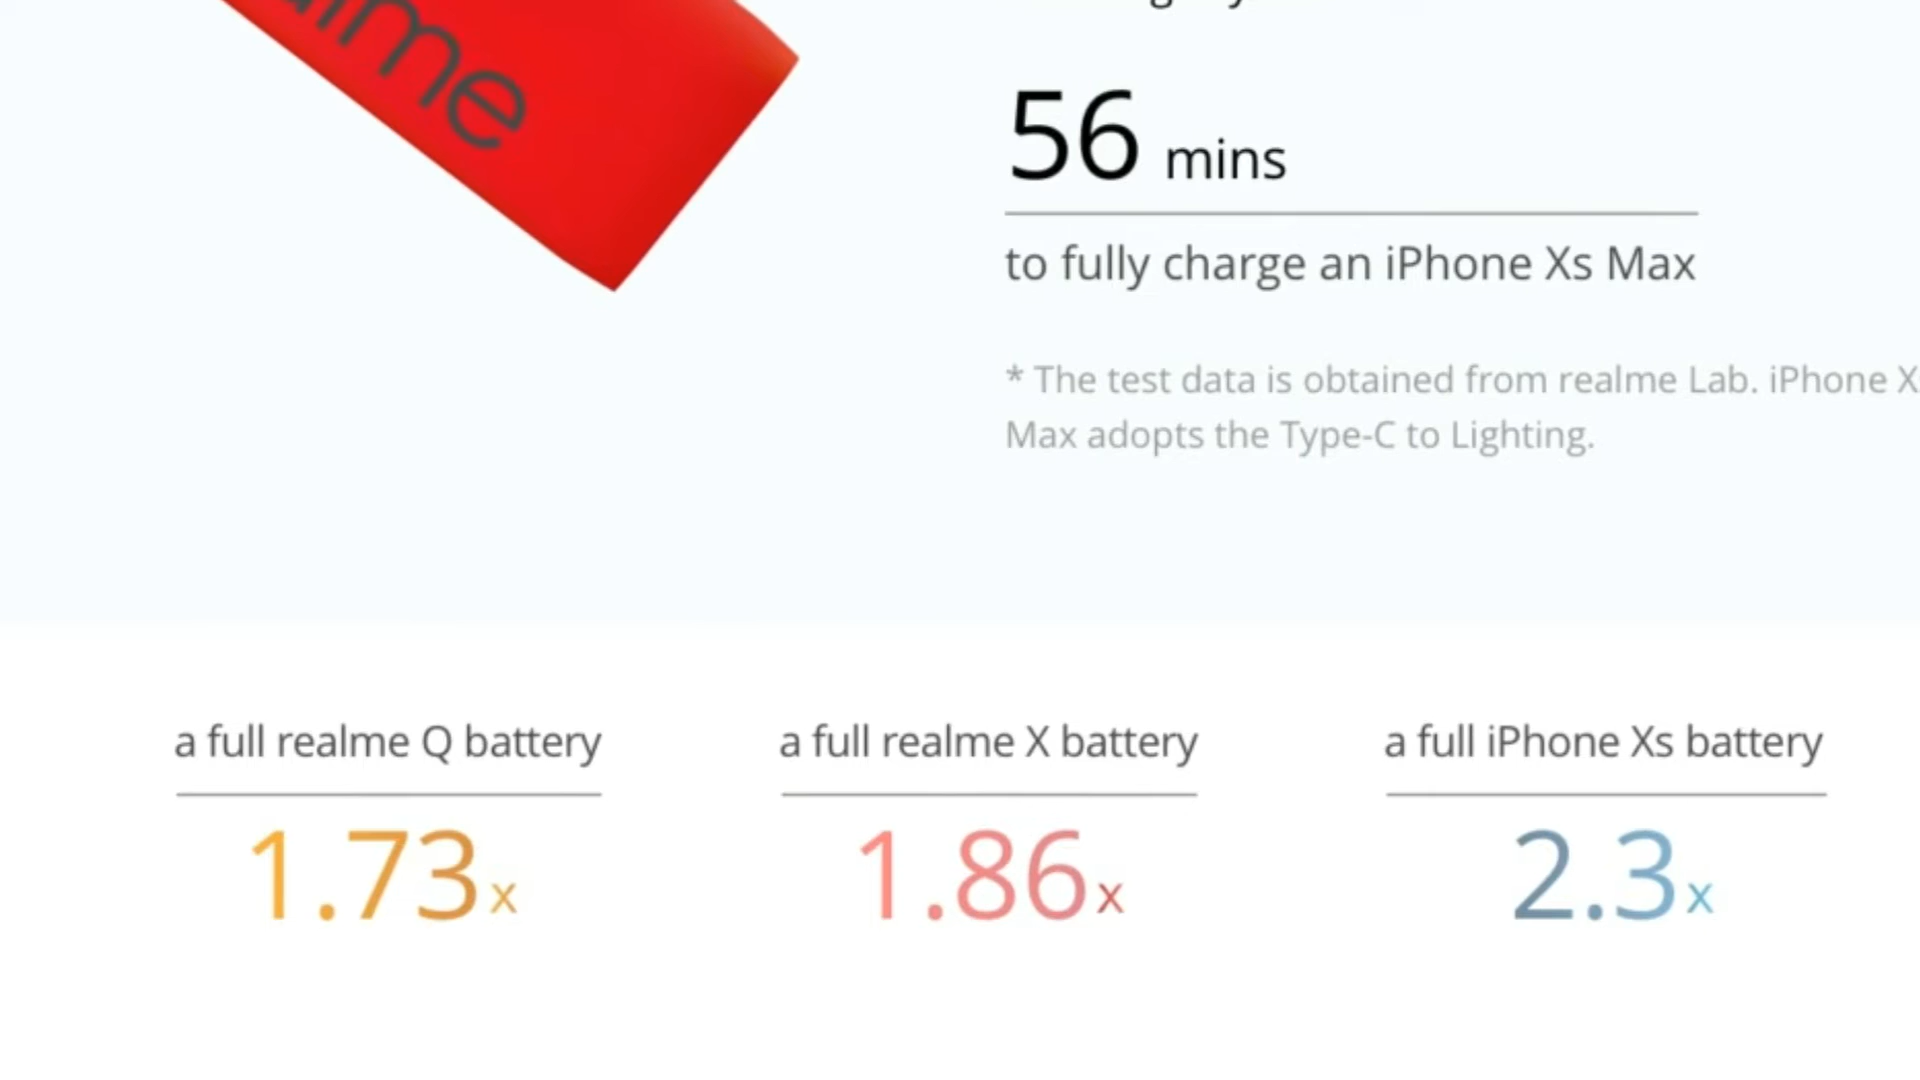 56 mins
to fully charge an iPhone Xs Max
* The test data is obtained from realme Lab. iPhone X
Max adopts the Type-C to Lighting.
a full realme Q battery
a full realme X battery
a full iPhone Xs battery
1.73x
1.86x
2.3x